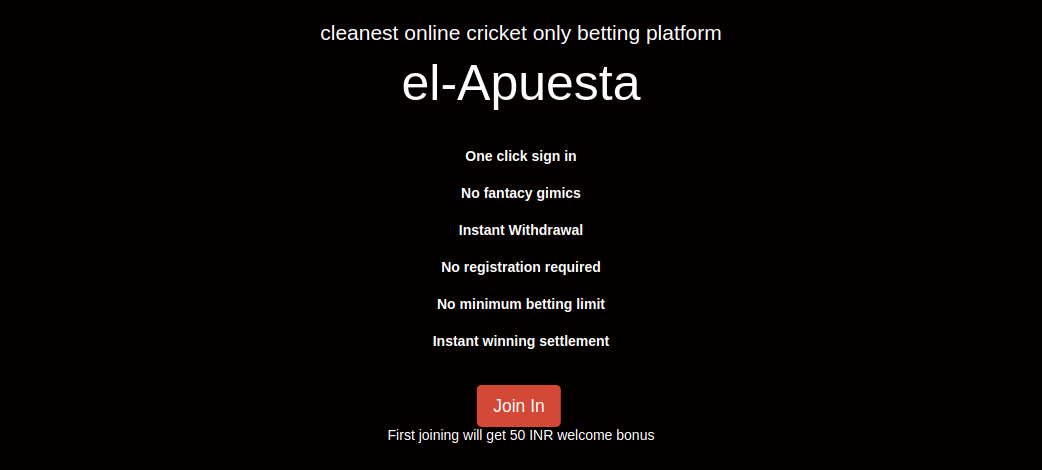 cleanest online cricket only betting platform
el-Apuesta
One click sign in
No fantacy gimics
Instant Withdrawal
No registration required
No minimum betting limit
Instant winning settlement
Join In
First joining will get 50 INR welcome bonus